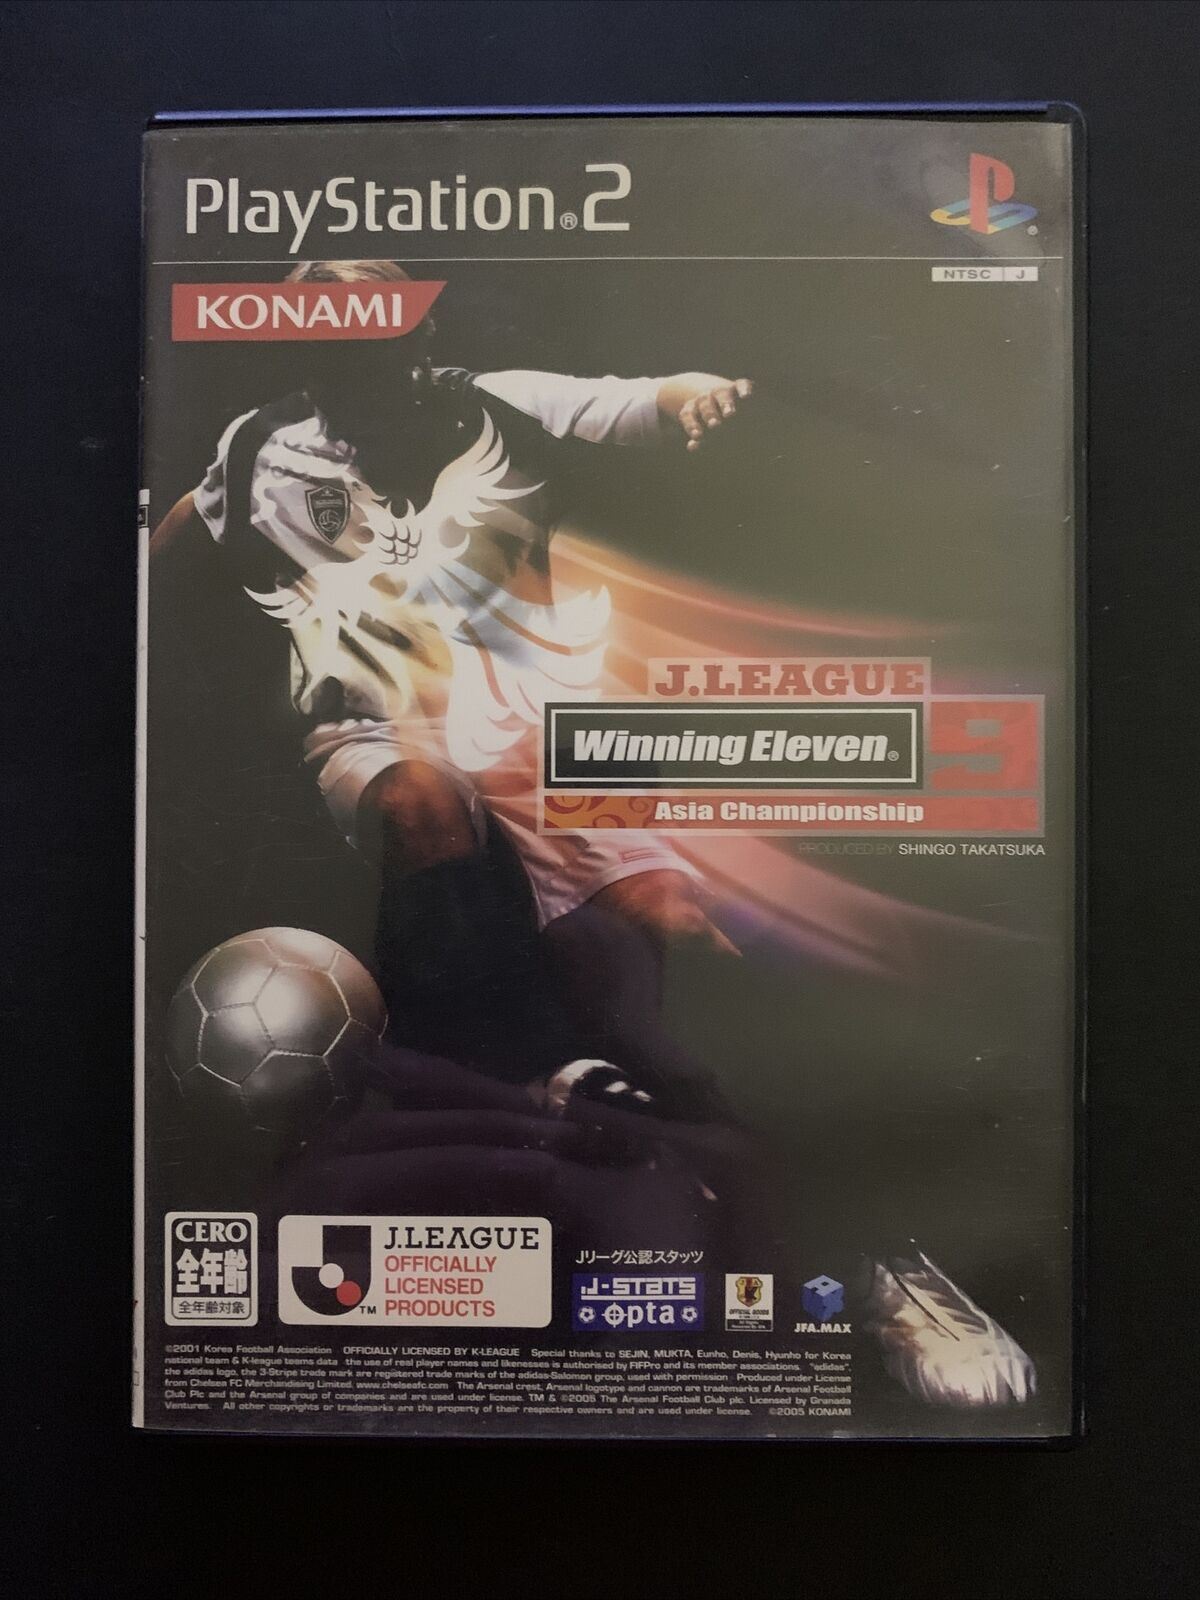 PlayStation®2
NTSC J
KONAMI
J.LEAGUE
Winning Eleven® 9
Asia Championship
PRODUCED BY SHINGO TAKATSUKA
CERO
全年齢
全年齢対象
J.LEAGUE
OFFICIALLY
LICENSED
PRODUCTS
TM
Jリーグ公認スタッツ
J-STATS
Opta
OFFICIAL GOODS
JFA.MAX
©2001 Korea Football Association OFFICIALLY LICENSED BY K-LEAGUE Special thanks to SEJIN, MUKTA, Eunho, Denis, Hyunho for Korea
national team & K-league teams data the use of real player names and likenesses is authorised by FIFPro and its member associations. "adidas",
the adidas logo, the 3-Stripe trade mark are registered trade marks of the adidas-Salomon group, used with permission Produced under License
from Chelsea FC Merchandising Limited. www.chelseafc.com The Arsenal crest, Arsenal logotype and cannon are trademarks of Arsenal Football
Club Plc and the Arsenal group of companies and are used under license. TM & ©2005 The Arsenal Football Club plc. Licensed by Granada
Ventures. All other copyrights or trademarks are the property of their respective owners and are used under license. ©2005 KONAMI